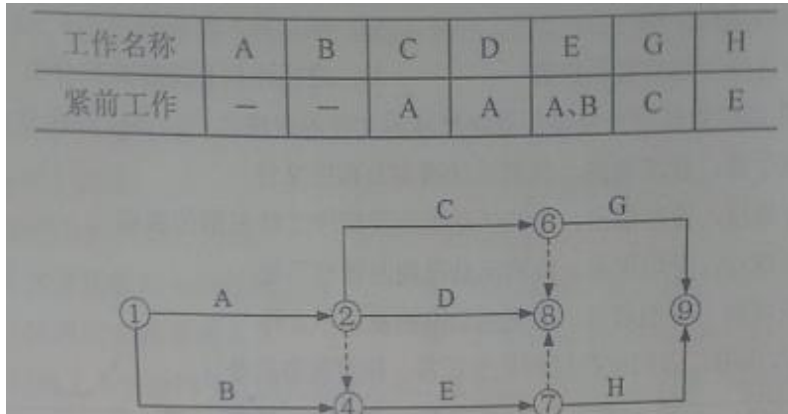 工作名称 A B C D E G H
紧前工作 — — A A A、B C E
C ⑥ G
① A ② D ⑧ ⑨
B ④ E ⑦ H